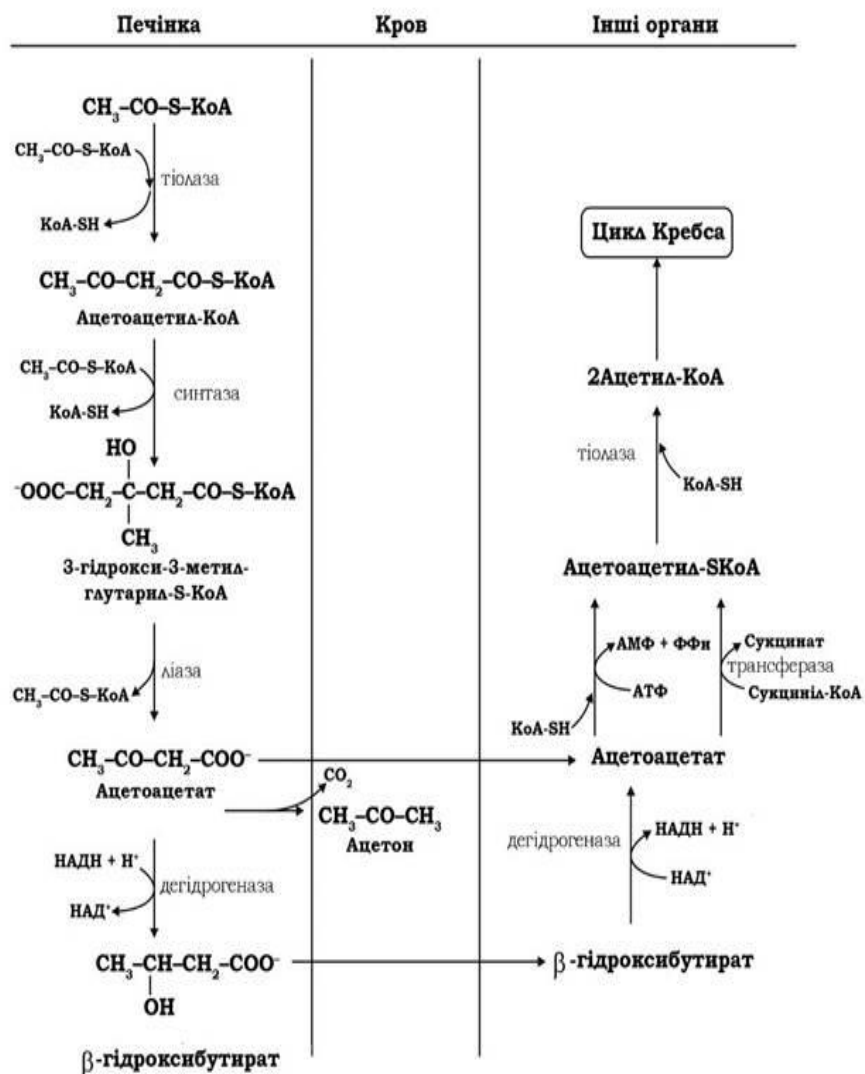 Печінка
Кров
Інші органи
CH₃–CO–S–KoA
CH₃–CO–S–KoA
тіолаза
KoA-SH
CH₃–CO–CH₂–CO–S–KoA
Ацетоацетил-КоА
CH₃–CO–S–KoA
синтаза
KoA-SH
HO
⁻OOC–CH₂–C–CH₂–CO–S–KoA
CH₃
3-гідрокси-3-метил-
глутарил-S-КоА
ліаза
CH₃–CO–S–KoA
CH₃–CO–CH₂–COO⁻
Ацетоацетат
CO₂
CH₃–CO–CH₃
Ацетон
НАДН + Н⁺
дегідрогеназа
НАД⁺
CH₃–CH–CH₂–COO⁻
OH
β-гідроксибутират
Цикл Кребса
2Ацетил-КоА
тіолаза
KoA-SH
Ацетоацетил-SКоА
АМФ + ФФи
АТФ
KoA-SH
Сукцинат
трансфераза
Сукциніл-КоА
Ацетоацетат
дегідрогеназа
НАДН + Н⁺
НАД⁺
β-гідроксибутират